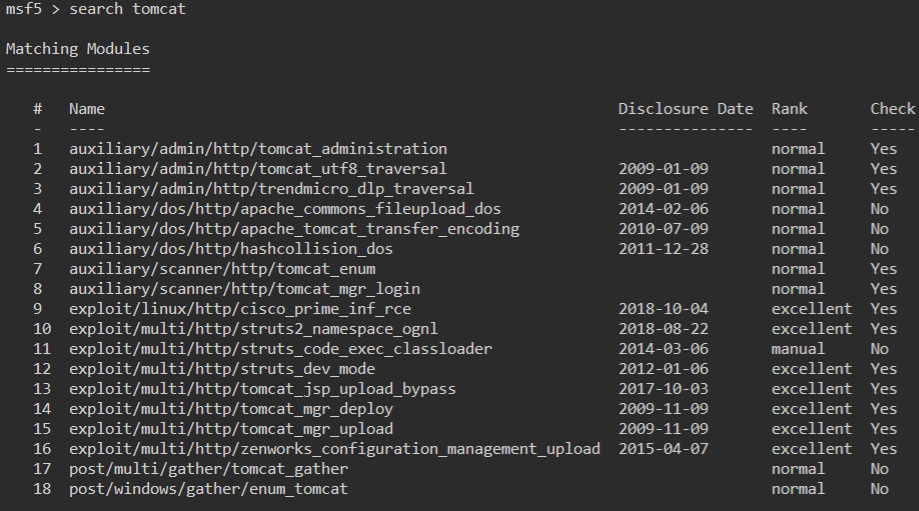 msf5 > search tomcat
Matching Modules
================
#   Name   Disclosure Date   Rank   Check
-   ----   ---------------   ----   -----
1   auxiliary/admin/http/tomcat_administration   normal   Yes
2   auxiliary/admin/http/tomcat_utf8_traversal   2009-01-09   normal   Yes
3   auxiliary/admin/http/trendmicro_dlp_traversal   2009-01-09   normal   Yes
4   auxiliary/dos/http/apache_commons_fileupload_dos   2014-02-06   normal   No
5   auxiliary/dos/http/apache_tomcat_transfer_encoding   2010-07-09   normal   No
6   auxiliary/dos/http/hashcollision_dos   2011-12-28   normal   No
7   auxiliary/scanner/http/tomcat_enum   normal   Yes
8   auxiliary/scanner/http/tomcat_mgr_login   normal   Yes
9   exploit/linux/http/cisco_prime_inf_rce   2018-10-04   excellent   Yes
10   exploit/multi/http/struts2_namespace_ognl   2018-08-22   excellent   Yes
11   exploit/multi/http/struts_code_exec_classloader   2014-03-06   manual   No
12   exploit/multi/http/struts_dev_mode   2012-01-06   excellent   Yes
13   exploit/multi/http/tomcat_jsp_upload_bypass   2017-10-03   excellent   Yes
14   exploit/multi/http/tomcat_mgr_deploy   2009-11-09   excellent   Yes
15   exploit/multi/http/tomcat_mgr_upload   2009-11-09   excellent   Yes
16   exploit/multi/http/zenworks_configuration_management_upload   2015-04-07   excellent   Yes
17   post/multi/gather/tomcat_gather   normal   No
18   post/windows/gather/enum_tomcat   normal   No